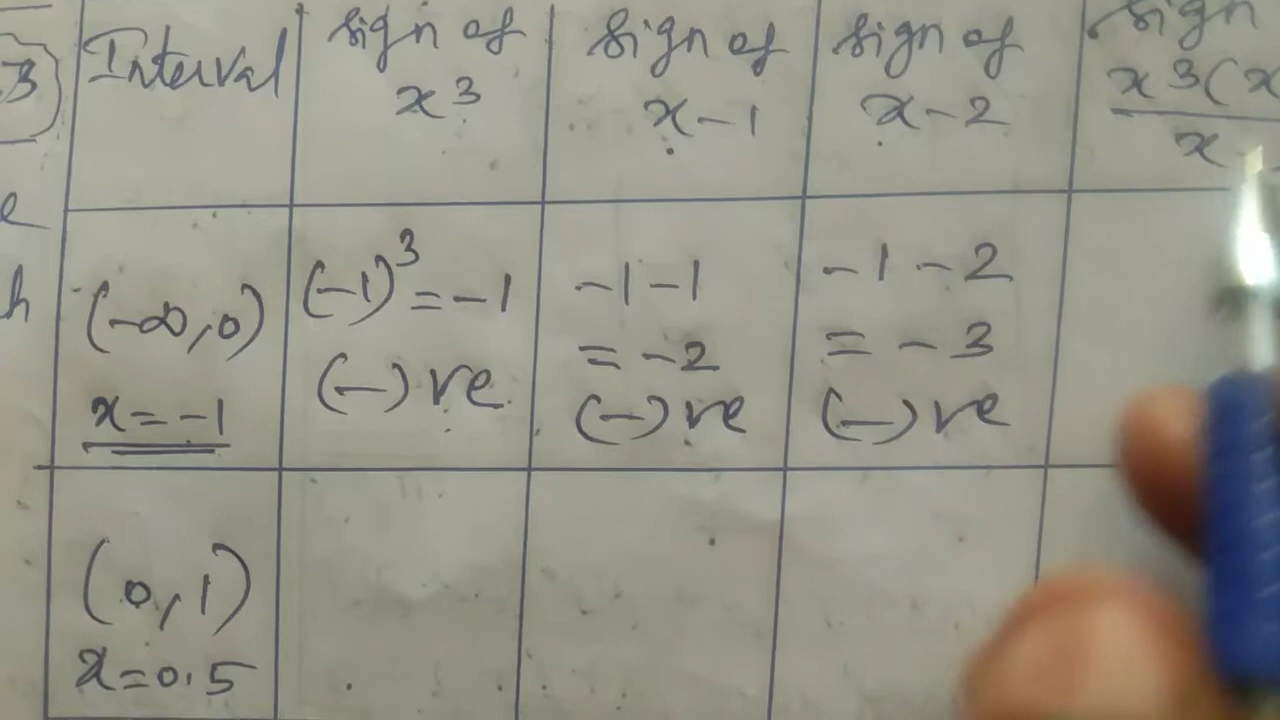 3
Interval
sign of
x³
sign of
x-1
sign of
x-2
sign
x³(x
x
e
h
(-∞,0)
x=-1
(-1)³=-1
(-)ve
-1-1
=-2
(-)ve
-1-2
=-3
(-)ve
(0,1)
x=0.5